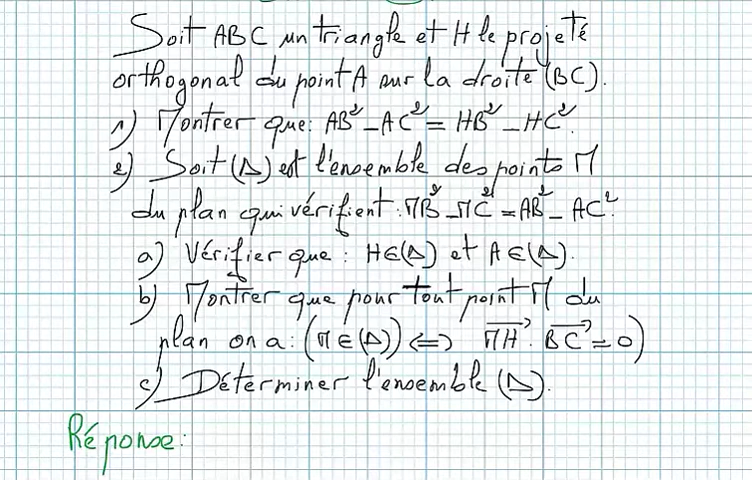 Soit ABC un triangle et H le projeté
orthogonal du point A sur la droite (BC).
1) Montrer que: AB² - AC² = HB² - HC².
2) Soit (Δ) est l'ensemble des points M
du plan qui vérifient: MB² - MC² = AB² - AC².
a) Vérifier que : H∈(Δ) et A∈(Δ).
b) Montrer que pour tout point M du
plan on a: (M∈(Δ)) ⟺ \overrightarrow{MH} . \overrightarrow{BC} = 0)
c) Déterminer l'ensemble (Δ).
Réponse: